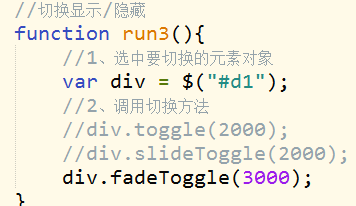 //切换显示/隐藏
function run3(){
//1、选中要切换的元素对象
var div = $("#d1");
//2、调用切换方法
//div.toggle(2000);
//div.slideToggle(2000);
div.fadeToggle(3000);
}